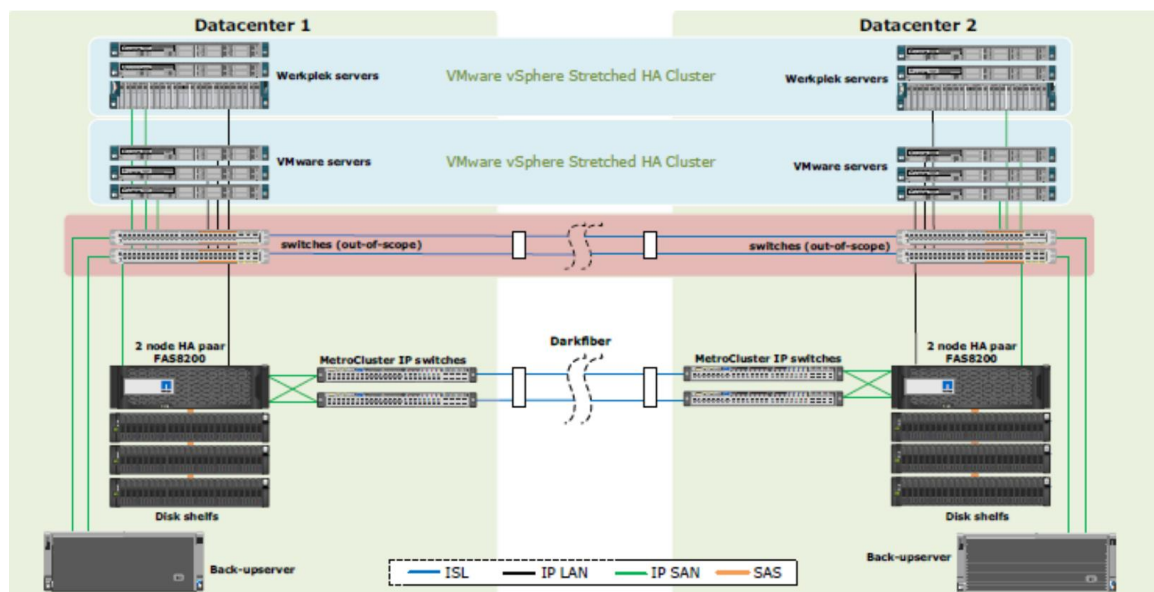 Datacenter 1
Datacenter 2
Werkplek servers
VMware vSphere Stretched HA Cluster
Werkplek servers
VMware servers
VMware vSphere Stretched HA Cluster
VMware servers
switches (out-of-scope)
switches (out-of-scope)
2 node HA paar
FAS8200
MetroCluster IP switches
Darkfiber
MetroCluster IP switches
2 node HA paar
FAS8200
Disk shelfs
Disk shelfs
Back-upserver
Back-upserver
ISL
IP LAN
IP SAN
SAS